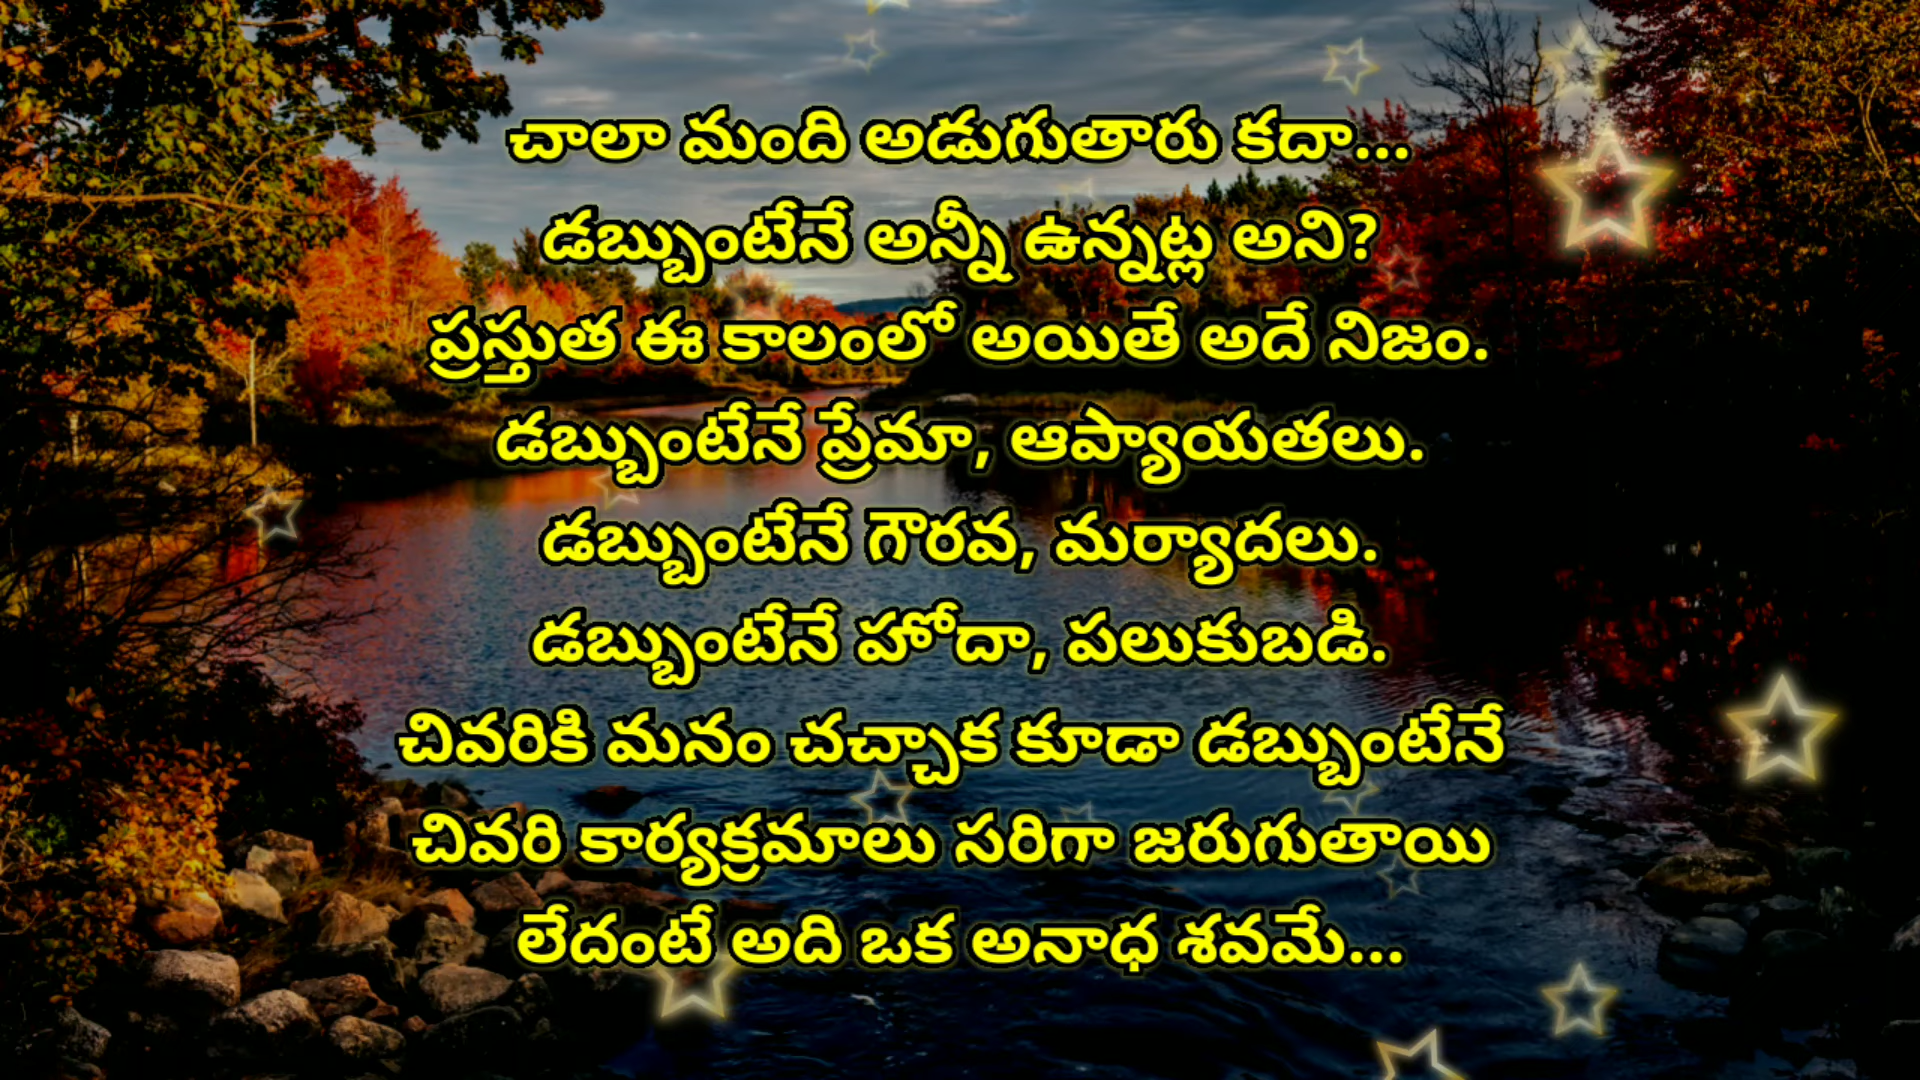 చాలా మంది అడుగుతారు కదా...
డబ్బుంటేనే అన్నీ ఉన్నట్ల అని?
ప్రస్తుత ఈ కాలంలో అయితే అదే నిజం.
డబ్బుంటేనే ప్రేమా, ఆప్యాయతలు.
డబ్బుంటేనే గౌరవ, మర్యాదలు.
డబ్బుంటేనే హోదా, పలుకుబడి.
చివరికి మనం చచ్చాక కూడా డబ్బుంటేనే
చివరి కార్యక్రమాలు సరిగా జరుగుతాయి
లేదంటే అది ఒక అనాధ శవమే...